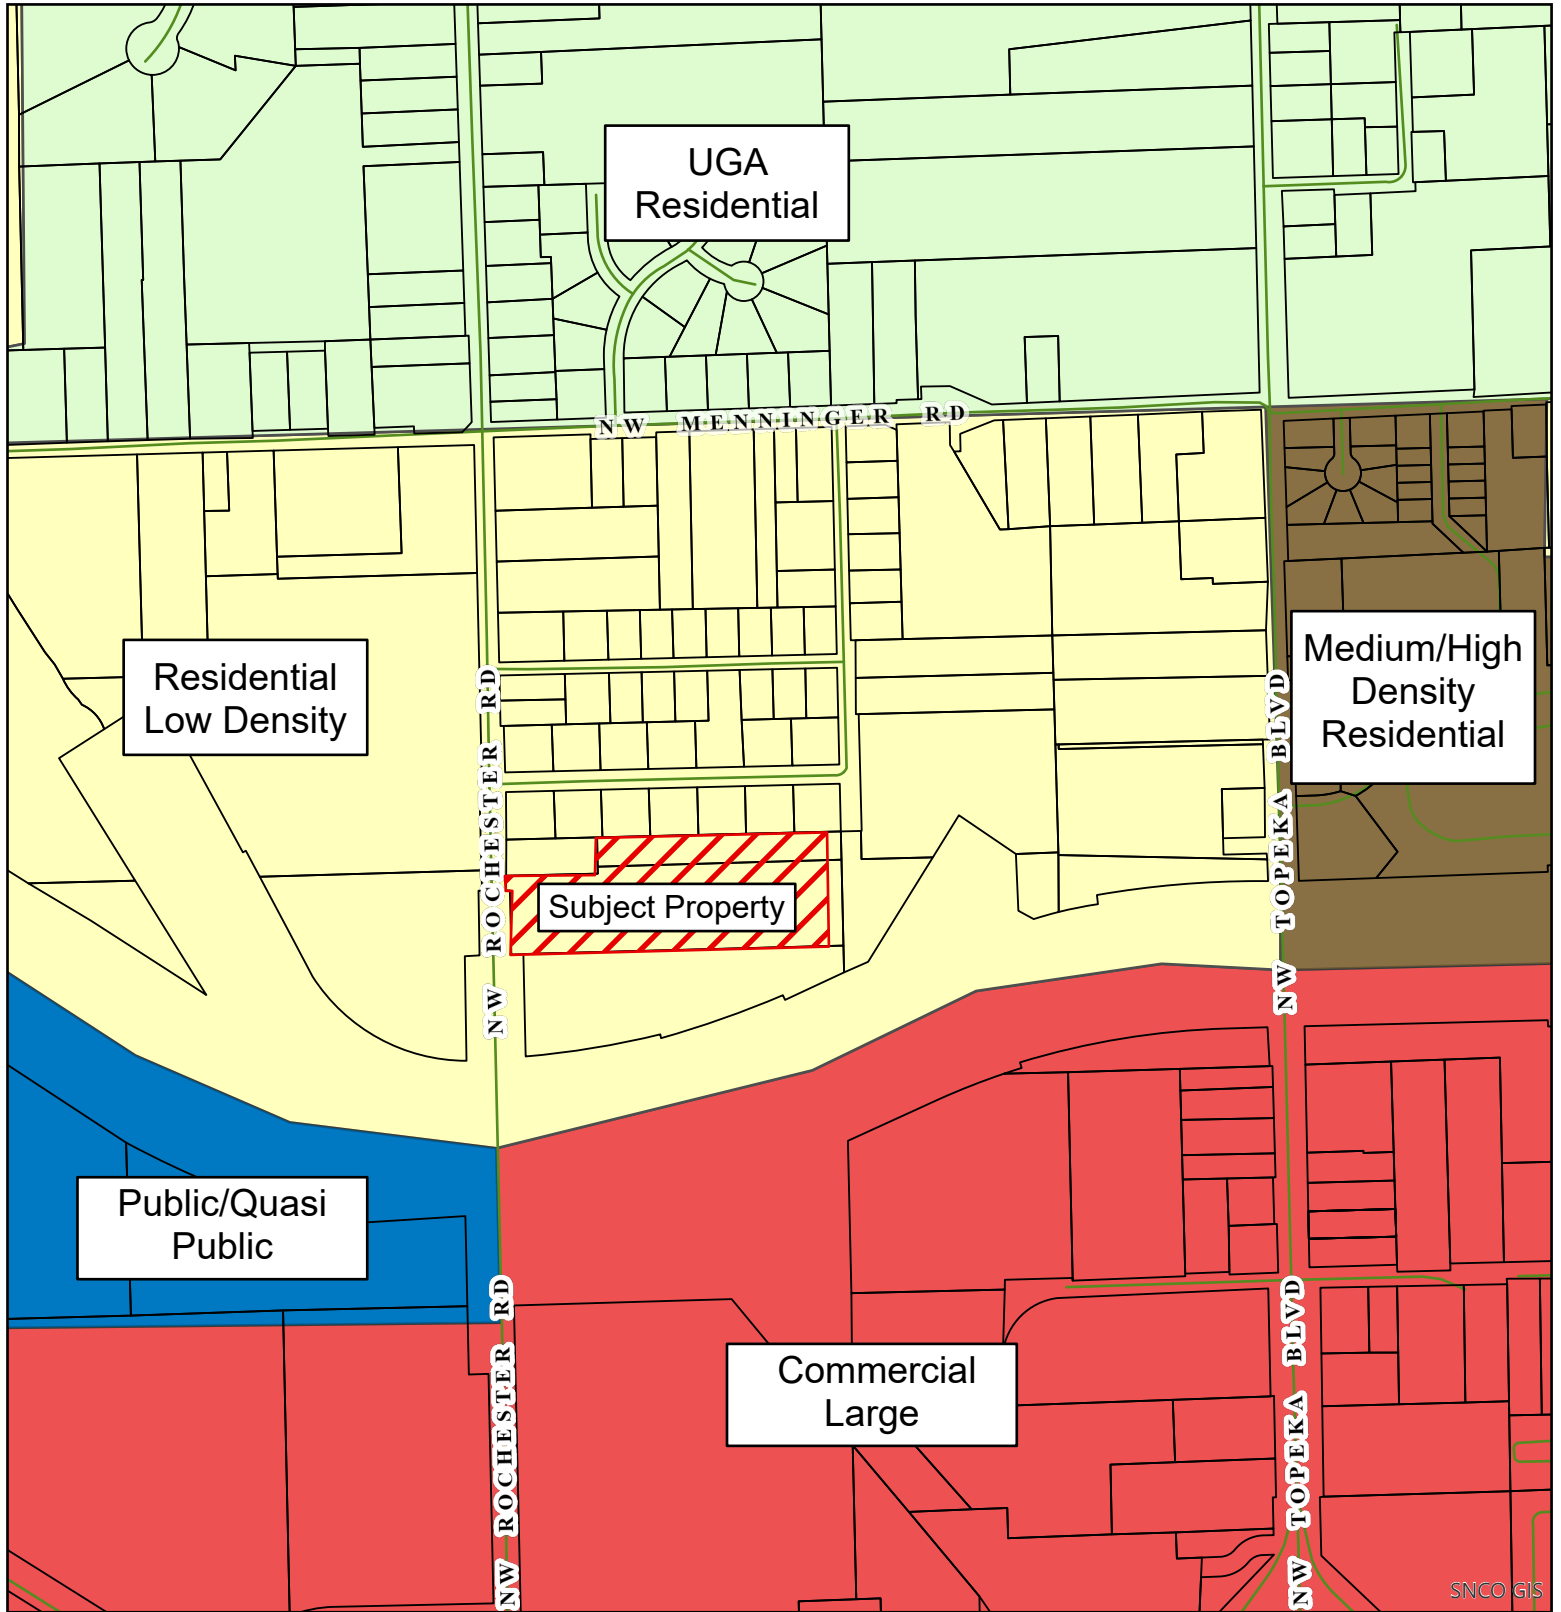 UGA
Residential
NW MENNINGER RD
Residential
Low Density
Medium/High
Density
Residential
NW ROCHESTER RD
NW TOPEKA BLVD
Subject Property
Public/Quasi
Public
Commercial
Large
NW ROCHESTER RD
NW TOPEKA BLVD
SNCO GIS